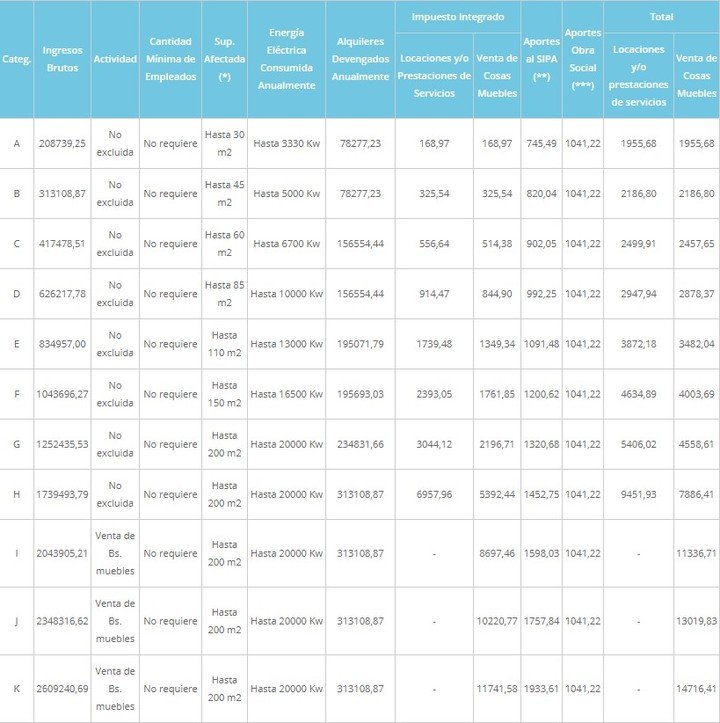 Categ. | Ingresos Brutos | Actividad | Cantidad Mínima de Empleados | Sup. Afectada (*) | Energía Eléctrica Consumida Anualmente | Alquileres Devengados Anualmente | Impuesto Integrado | Aportes al SIPA (**) | Aportes Obra Social (***) | Total
Locaciones y/o Prestaciones de Servicios | Venta de Cosas Muebles | Locaciones y/o prestaciones de servicios | Venta de Cosas Muebles
A | 208739,25 | No excluida | No requiere | Hasta 30 m2 | Hasta 3330 Kw | 78277,23 | 168,97 | 168,97 | 745,49 | 1041,22 | 1955,68 | 1955,68
B | 313108,87 | No excluida | No requiere | Hasta 45 m2 | Hasta 5000 Kw | 78277,23 | 325,54 | 325,54 | 820,04 | 1041,22 | 2186,80 | 2186,80
C | 417478,51 | No excluida | No requiere | Hasta 60 m2 | Hasta 6700 Kw | 156554,44 | 556,64 | 514,38 | 902,05 | 1041,22 | 2499,91 | 2457,65
D | 626217,78 | No excluida | No requiere | Hasta 85 m2 | Hasta 10000 Kw | 156554,44 | 914,47 | 844,90 | 992,25 | 1041,22 | 2947,94 | 2878,37
E | 834957,00 | No excluida | No requiere | Hasta 110 m2 | Hasta 13000 Kw | 195071,79 | 1739,48 | 1349,34 | 1091,48 | 1041,22 | 3872,18 | 3482,04
F | 1043696,27 | No excluida | No requiere | Hasta 150 m2 | Hasta 16500 Kw | 195693,03 | 2393,05 | 1761,85 | 1200,62 | 1041,22 | 4634,89 | 4003,69
G | 1252435,53 | No excluida | No requiere | Hasta 200 m2 | Hasta 20000 Kw | 234831,66 | 3044,12 | 2196,71 | 1320,68 | 1041,22 | 5406,02 | 4558,61
H | 1739493,79 | No excluida | No requiere | Hasta 200 m2 | Hasta 20000 Kw | 313108,87 | 6957,96 | 5392,44 | 1452,75 | 1041,22 | 9451,93 | 7886,41
I | 2043905,21 | Venta de Bs. muebles | No requiere | Hasta 200 m2 | Hasta 20000 Kw | 313108,87 | - | 8697,46 | 1598,03 | 1041,22 | - | 11336,71
J | 2348316,62 | Venta de Bs. muebles | No requiere | Hasta 200 m2 | Hasta 20000 Kw | 313108,87 | - | 10220,77 | 1757,84 | 1041,22 | - | 13019,83
K | 2609240,69 | Venta de Bs. muebles | No requiere | Hasta 200 m2 | Hasta 20000 Kw | 313108,87 | - | 11741,58 | 1933,61 | 1041,22 | - | 14716,41